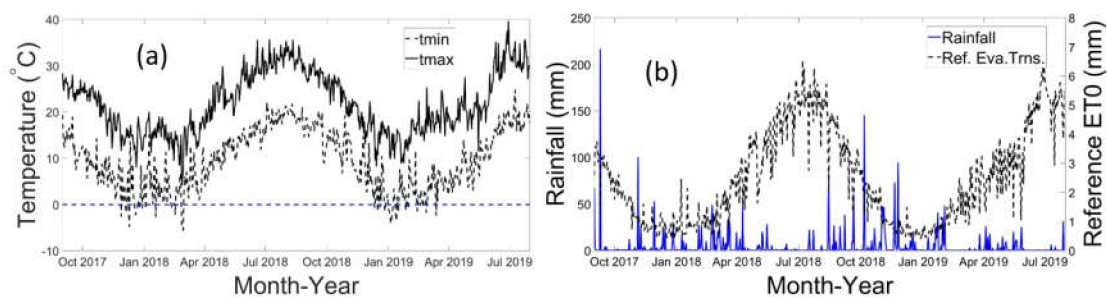 40
30
20
10
0
-10
Temperature (°C)
(a)
tmin
tmax
Oct 2017 Jan 2018 Apr 2018 Jul 2018 Oct 2018 Jan 2019 Apr 2019 Jul 2019
Month-Year
250
200
150
100
50
0
Rainfall (mm)
(b)
Rainfall
Ref. Eva.Trns.
8
7
6
5
4
3
2
1
0
Reference ET0 (mm)
Oct 2017 Jan 2018 Apr 2018 Jul 2018 Oct 2018 Jan 2019 Apr 2019 Jul 2019
Month-Year